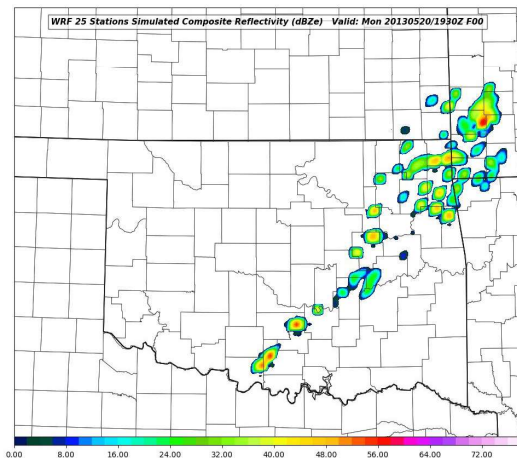 WRF 25 Stations Simulated Composite Reflectivity (dBZe) Valid: Mon 20130520/1930Z F00
0.00 8.00 16.00 24.00 32.00 40.00 48.00 56.00 64.00 72.00